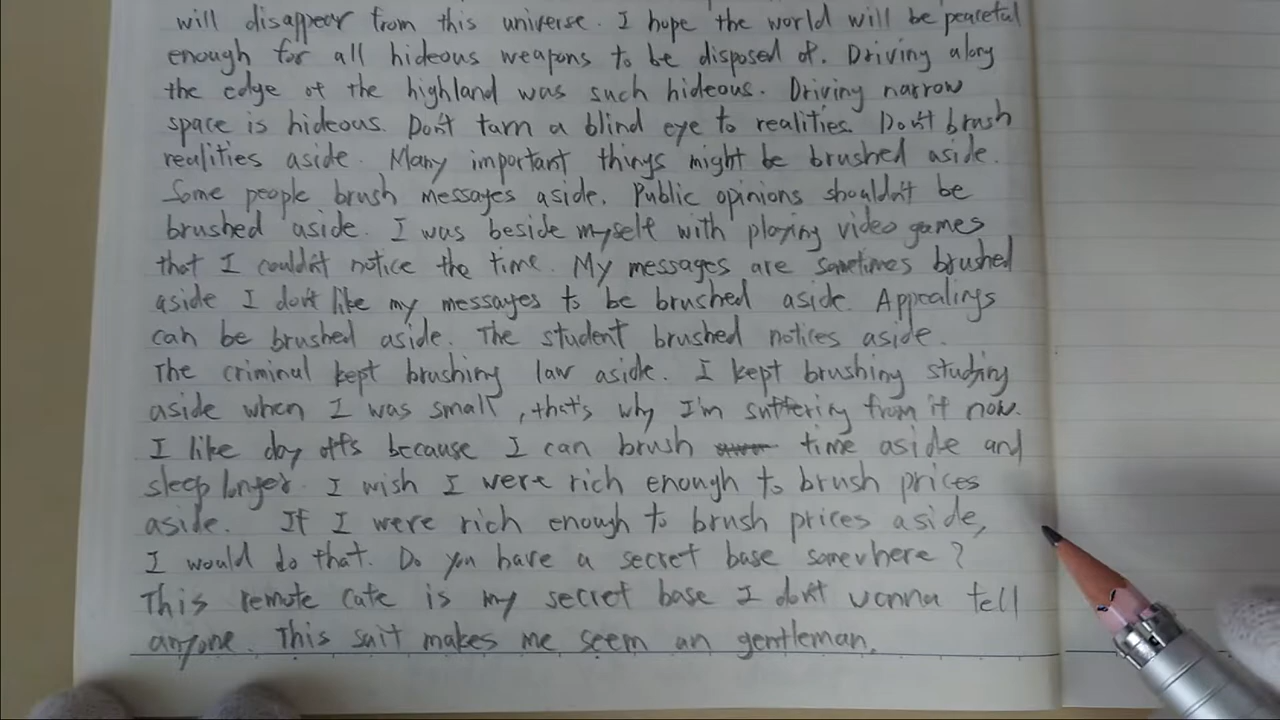 will disappear from this universe. I hope the world will be peaceful
enough for all hideous weapons to be disposed of. Driving along
the edge of the highland was such hideous. Driving narrow
space is hideous. Don't turn a blind eye to realities. Don't brush
realities aside. Many important things might be brushed aside.
Some people brush messages aside. Public opinions shouldn't be
brushed aside. I was beside myself with playing video games
that I couldn't notice the time. My messages are sometimes brushed
aside I don't like my messages to be brushed aside. Appealings
can be brushed aside. The student brushed notices aside.
The criminal kept brushing law aside. I kept brushing studying
aside when I was small, that's why I'm suffering from it now.
I like day offs because I can brush time aside and
sleep longer. I wish I were rich enough to brush prices
aside. If I were rich enough to brush prices aside,
I would do that. Do you have a secret base somewhere?
This remote cafe is my secret base I don't wanna tell
anyone. This suit makes me seem an gentleman.